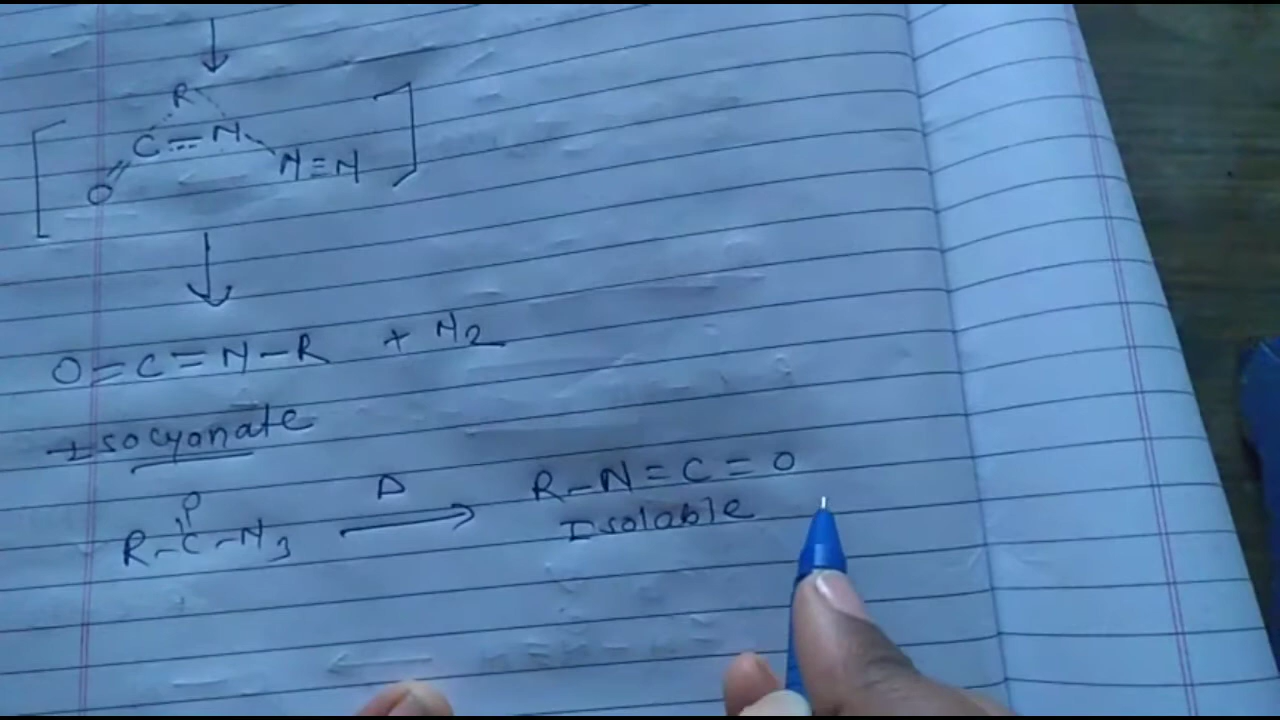 R
C = N
O N≡N
O=C=N-R + N2
Isocyanate
O Δ R-N=C=O
R-C-N3 Isolable